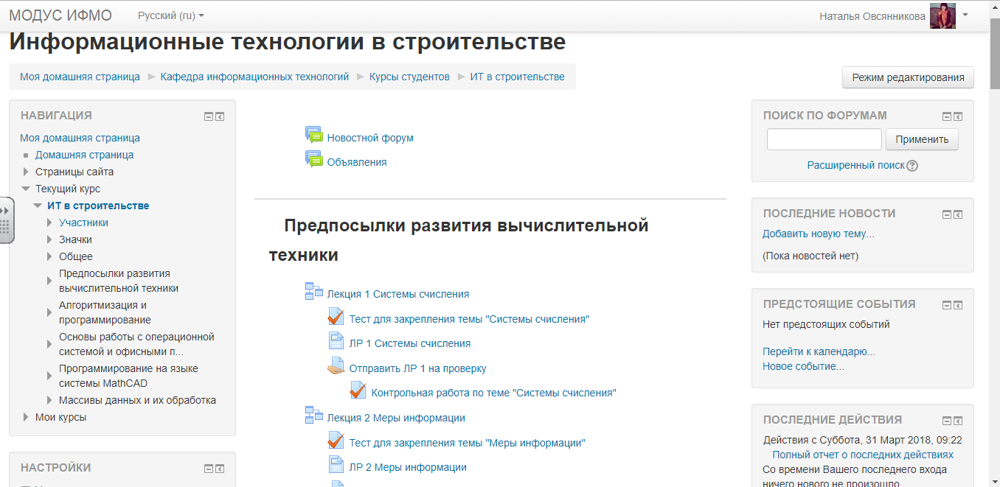 МОДУС ИФМО
Русский (ru)
Наталья Овсянникова
Информационные технологии в строительстве
Моя домашняя страница
Кафедра информационных технологий
Курсы студентов
ИТ в строительстве
Режим редактирования
НАВИГАЦИЯ
Моя домашняя страница
Домашняя страница
Страницы сайта
Текущий курс
ИТ в строительстве
Участники
Значки
Общее
Предпосылки развития
вычислительной техники
Алгоритмизация и
программирование
Основы работы с операционной
системой и офисными п...
Программирование на языке
системы MathCAD
Массивы данных и их обработка
Мои курсы
НАСТРОЙКИ
Новостной форум
Объявления
Предпосылки развития вычислительной
техники
Лекция 1 Системы счисления
Тест для закрепления темы "Системы счисления"
ЛР 1 Системы счисления
Отправить ЛР 1 на проверку
Контрольная работа по теме "Системы счисления"
Лекция 2 Меры информации
Тест для закрепления темы "Меры информации"
ЛР 2 Меры информации
ПОИСК ПО ФОРУМАМ
Применить
Расширенный поиск
ПОСЛЕДНИЕ НОВОСТИ
Добавить новую тему...
(Пока новостей нет)
ПРЕДСТОЯЩИЕ СОБЫТИЯ
Нет предстоящих событий
Перейти к календарю...
Новое событие...
ПОСЛЕДНИЕ ДЕЙСТВИЯ
Действия с Суббота, 31 Март 2018, 09:22
Полный отчет о последних действиях
Со времени Вашего последнего входа
ничего нового не произошло